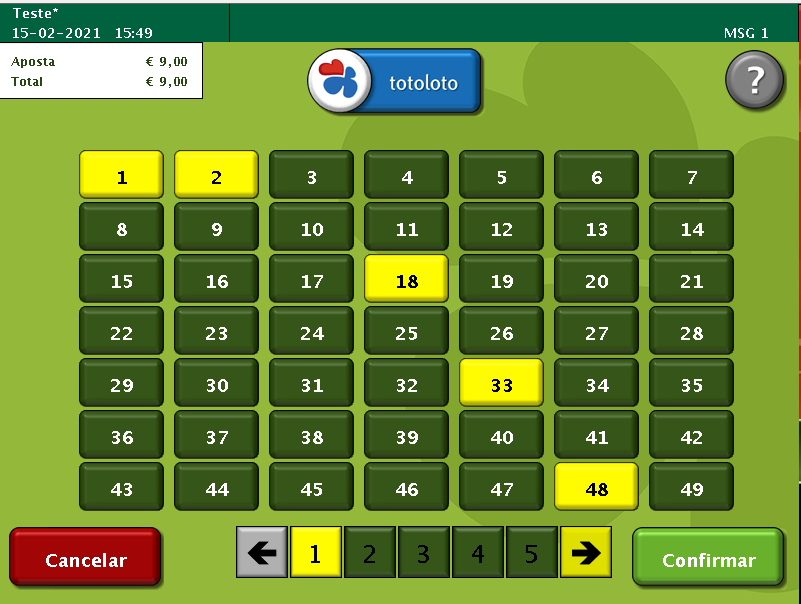 Teste*
15-02-2021 15:49
MSG 1
Aposta € 9,00
Total € 9,00
totoloto
?
1 2 3 4 5 6 7
8 9 10 11 12 13 14
15 16 17 18 19 20 21
22 23 24 25 26 27 28
29 30 31 32 33 34 35
36 37 38 39 40 41 42
43 44 45 46 47 48 49
Cancelar
1 2 3 4 5
Confirmar